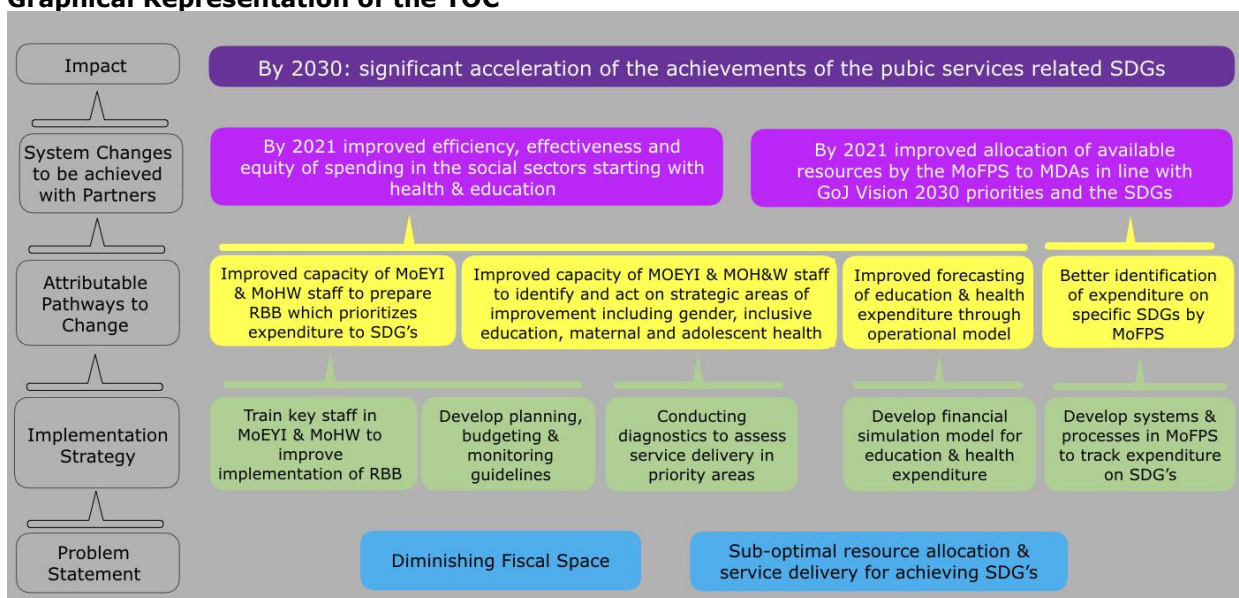 Graphical Representation of the TOC
Impact
By 2030: significant acceleration of the achievements of the pubic services related SDGs
System Changes
to be achieved
with Partners
By 2021 improved efficiency, effectiveness and
equity of spending in the social sectors starting with
health & education
By 2021 improved allocation of available
resources by the MoFPS to MDAs in line with
GoJ Vision 2030 priorities and the SDGs
Attributable
Pathways to
Change
Improved capacity of MoEYI
& MoHW staff to prepare
RBB which prioritizes
expenditure to SDG's
Improved capacity of MOEYI & MOH&W staff
to identify and act on strategic areas of
improvement including gender, inclusive
education, maternal and adolescent health
Improved forecasting
of education & health
expenditure through
operational model
Better identification
of expenditure on
specific SDGs by
MoFPS
Implementation
Strategy
Train key staff in
MoEYI & MoHW to
improve
implementation of RBB
Develop planning,
budgeting &
monitoring
guidelines
Conducting
diagnostics to assess
service delivery in
priority areas
Develop financial
simulation model for
education & health
expenditure
Develop systems &
processes in MoFPS
to track expenditure
on SDG's
Problem
Statement
Diminishing Fiscal Space
Sub-optimal resource allocation &
service delivery for achieving SDG's